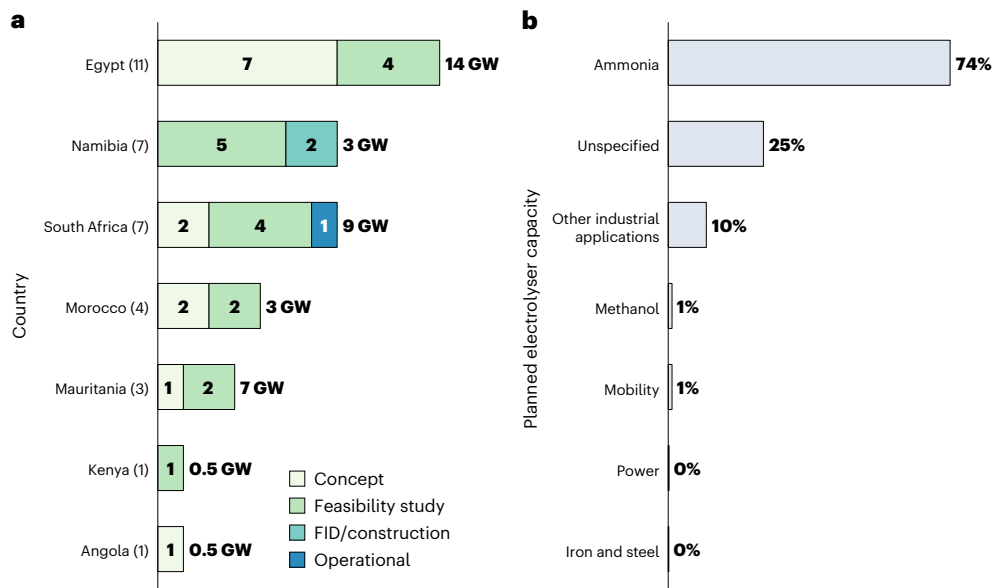 a
Country
Egypt (11)
7
4
14 GW
Namibia (7)
5
2
3 GW
South Africa (7)
2
4
1
9 GW
Morocco (4)
2
2
3 GW
Mauritania (3)
1
2
7 GW
Kenya (1)
1
0.5 GW
Angola (1)
1
0.5 GW
Concept
Feasibility study
FID/construction
Operational
b
Planned electrolyser capacity
Ammonia
74%
Unspecified
25%
Other industrial
applications
10%
Methanol
1%
Mobility
1%
Power
0%
Iron and steel
0%